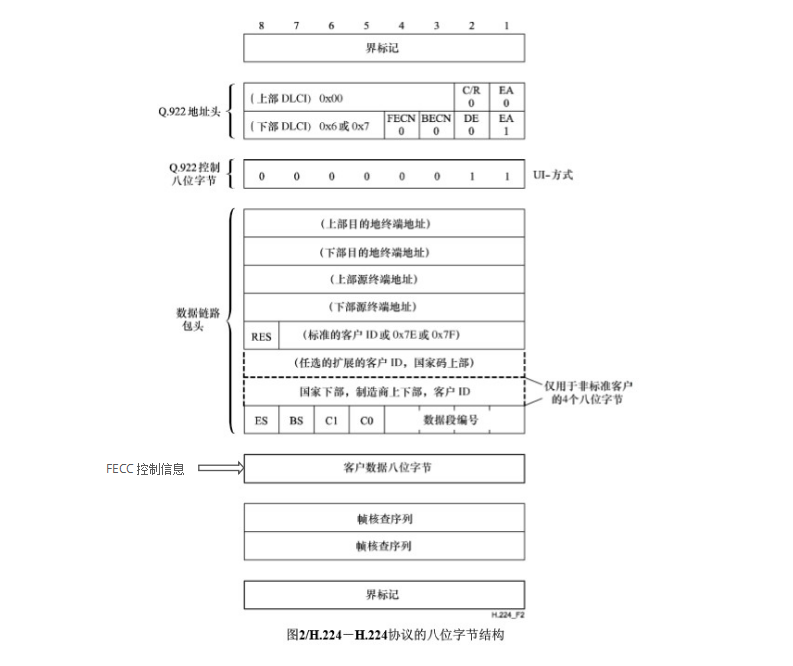 8 7 6 5 4 3 2 1
界标记
Q.922 地址头
(上部 DLCI) 0x00
C/R
0
EA
0
(下部 DLCI) 0x6 或 0x7
FECN
0
BECN
0
DE
0
EA
1
Q.922 控制
八位字节
0 0 0 0 0 0 1 1
UI-方式
数据链路
包头
(上部目的地终端地址)
(下部目的地终端地址)
(上部源终端地址)
(下部源终端地址)
RES
(标准的客户 ID 或 0x7E 或 0x7F)
(任选的扩展的客户 ID，国家码上部)
国家下部，制造商上下部，客户 ID
仅用于非标准客户
的4个八位字节
ES BS C1 C0 数据段编号
FECC 控制信息
客户数据八位字节
帧核查序列
帧核查序列
界标记
H.224_F2
图2/H.224－H.224协议的八位字节结构